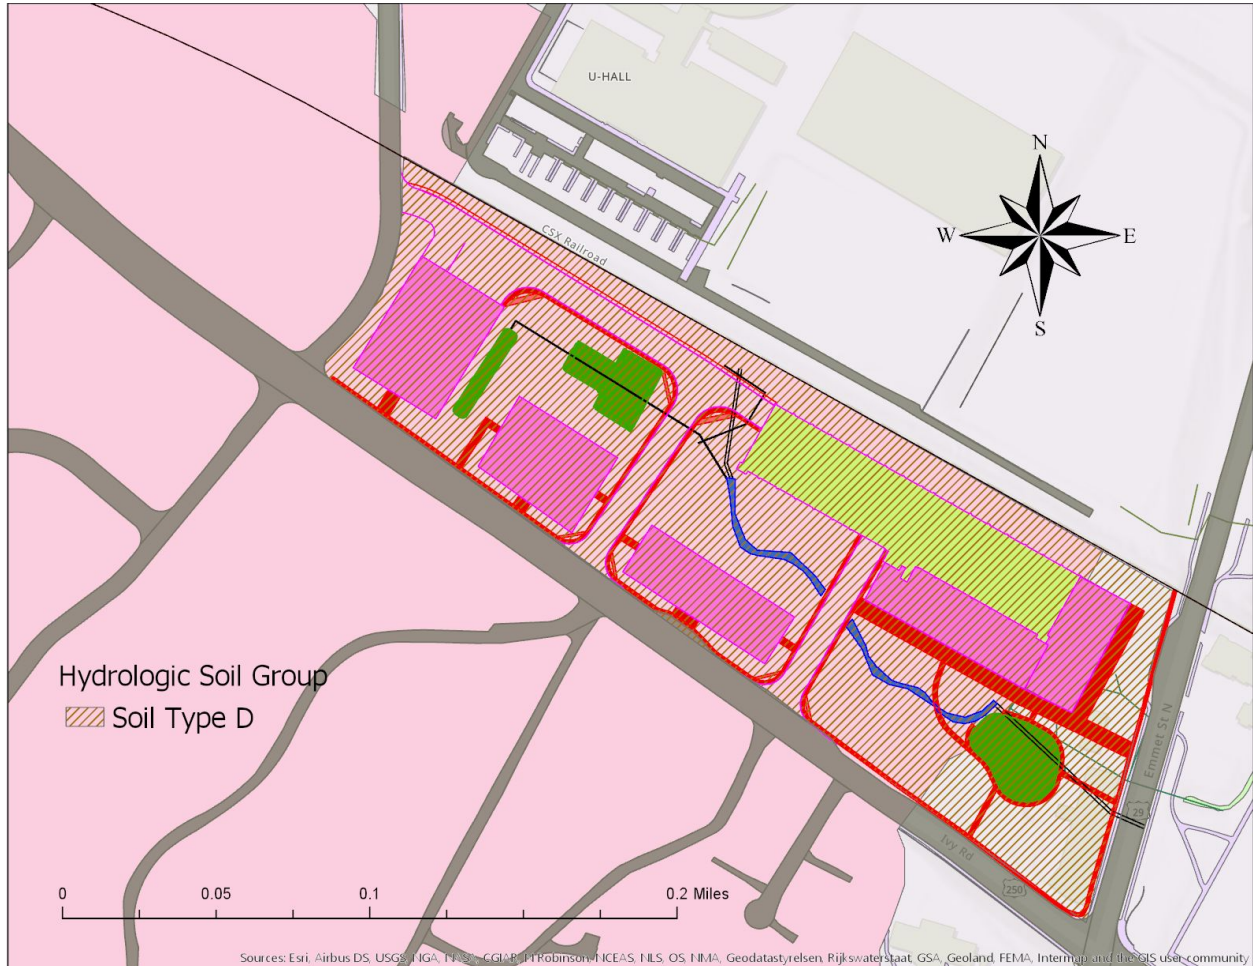 U-HALL
N
W
E
S
CSX Railroad
Hydrologic Soil Group
Soil Type D
Emmet St N
29
Ivy Rd
250
0 0.05 0.1 0.2 Miles
Sources: Esri, Airbus DS, USGS, NGA, NASA, CGIAR, N Robinson, NCEAS, NLS, OS, NMA, Geodatastyrelsen, Rijkswaterstaat, GSA, Geoland, FEMA, Intermap and the GIS user community